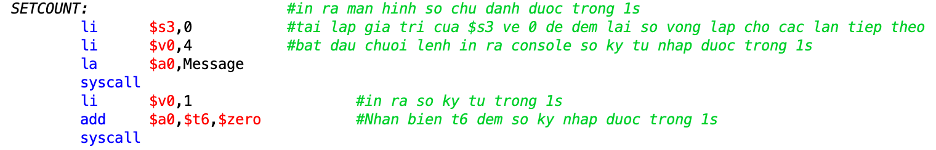 SETCOUNT: #in ra man hinh so chu danh duoc trong 1s
li $s3,0 #tai lap gia tri cua $s3 ve 0 de dem lai so vong lap cho cac lan tiep theo
li $v0,4 #bat dau chuoi lenh in ra console so ky tu nhap duoc trong 1s
la $a0,Message
syscall
li $v0,1 #in ra so ky tu trong 1s
add $a0,$t6,$zero #Nhan bien t6 dem so ky nhap duoc trong 1s
syscall